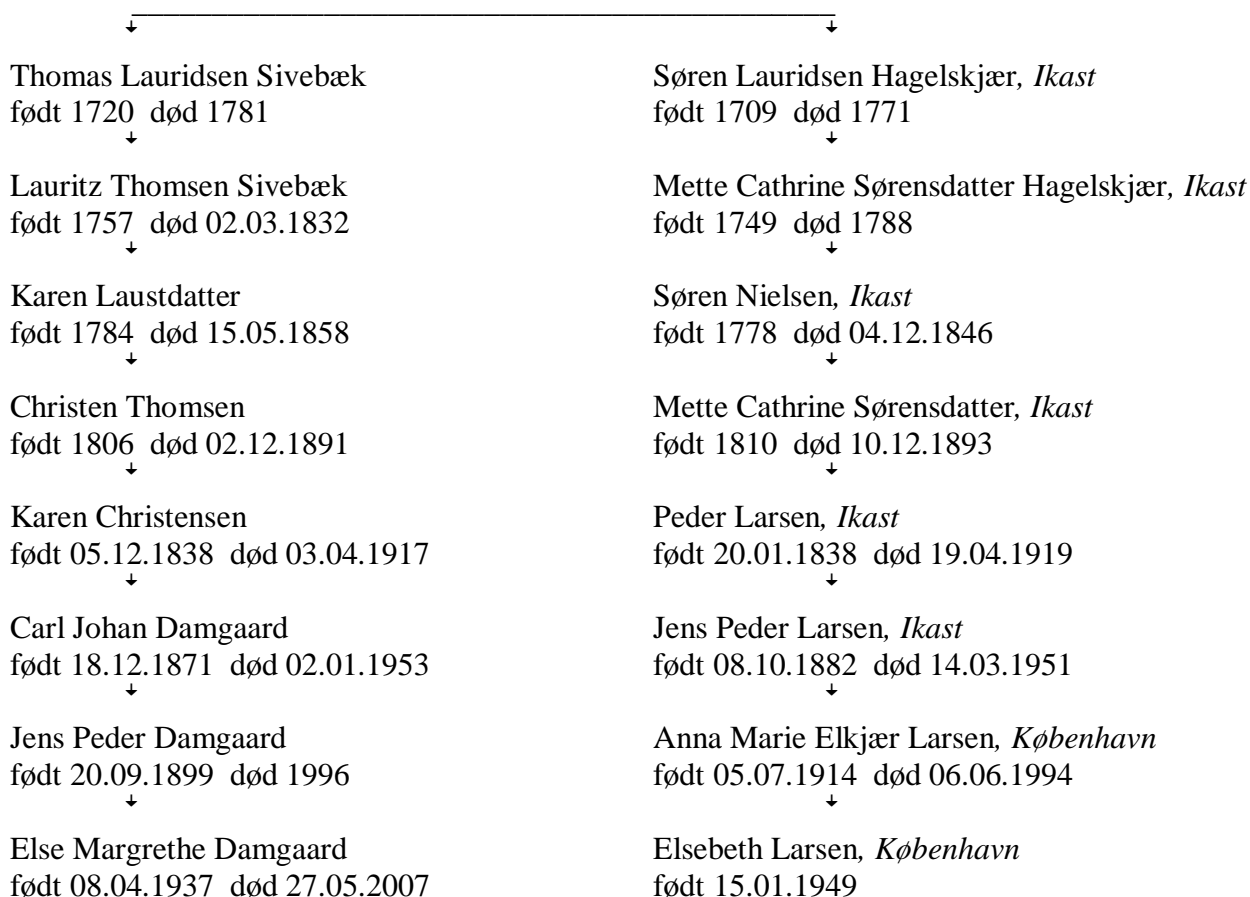 Thomas Lauridsen Sivebæk
født 1720 død 1781
Lauritz Thomsen Sivebæk
født 1757 død 02.03.1832
Karen Laustdatter
født 1784 død 15.05.1858
Christen Thomsen
født 1806 død 02.12.1891
Karen Christensen
født 05.12.1838 død 03.04.1917
Carl Johan Damgaard
født 18.12.1871 død 02.01.1953
Jens Peder Damgaard
født 20.09.1899 død 1996
Else Margrethe Damgaard
født 08.04.1937 død 27.05.2007
Søren Lauridsen Hagelskjær, Ikast
født 1709 død 1771
Mette Cathrine Sørensdatter Hagelskjær, Ikast
født 1749 død 1788
Søren Nielsen, Ikast
født 1778 død 04.12.1846
Mette Cathrine Sørensdatter, Ikast
født 1810 død 10.12.1893
Peder Larsen, Ikast
født 20.01.1838 død 19.04.1919
Jens Peder Larsen, Ikast
født 08.10.1882 død 14.03.1951
Anna Marie Elkjær Larsen, København
født 05.07.1914 død 06.06.1994
Elsebeth Larsen, København
født 15.01.1949